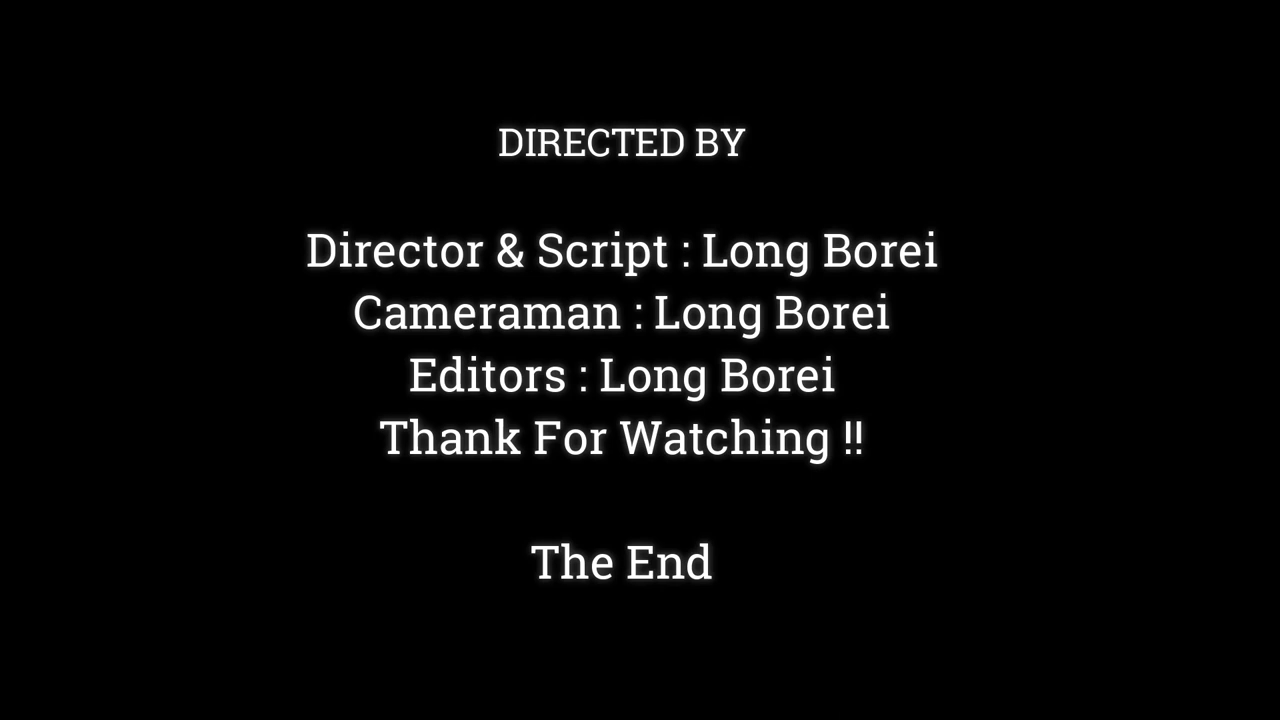 DIRECTED BY
Director & Script : Long Borei
Cameraman : Long Borei
Editors : Long Borei
Thank For Watching !!
The End